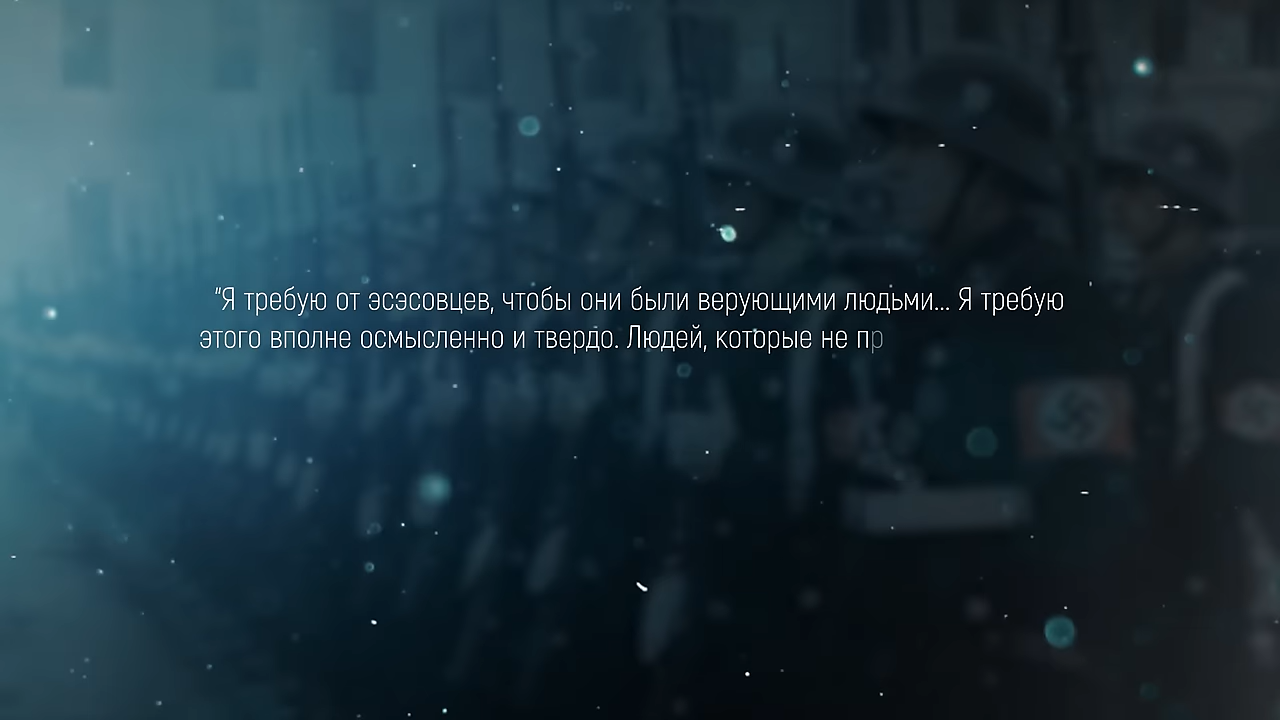 "Я требую от эсэсовцев, чтобы они были верующими людьми... Я требую
этого вполне осмысленно и твердо. Людей, которые не пр